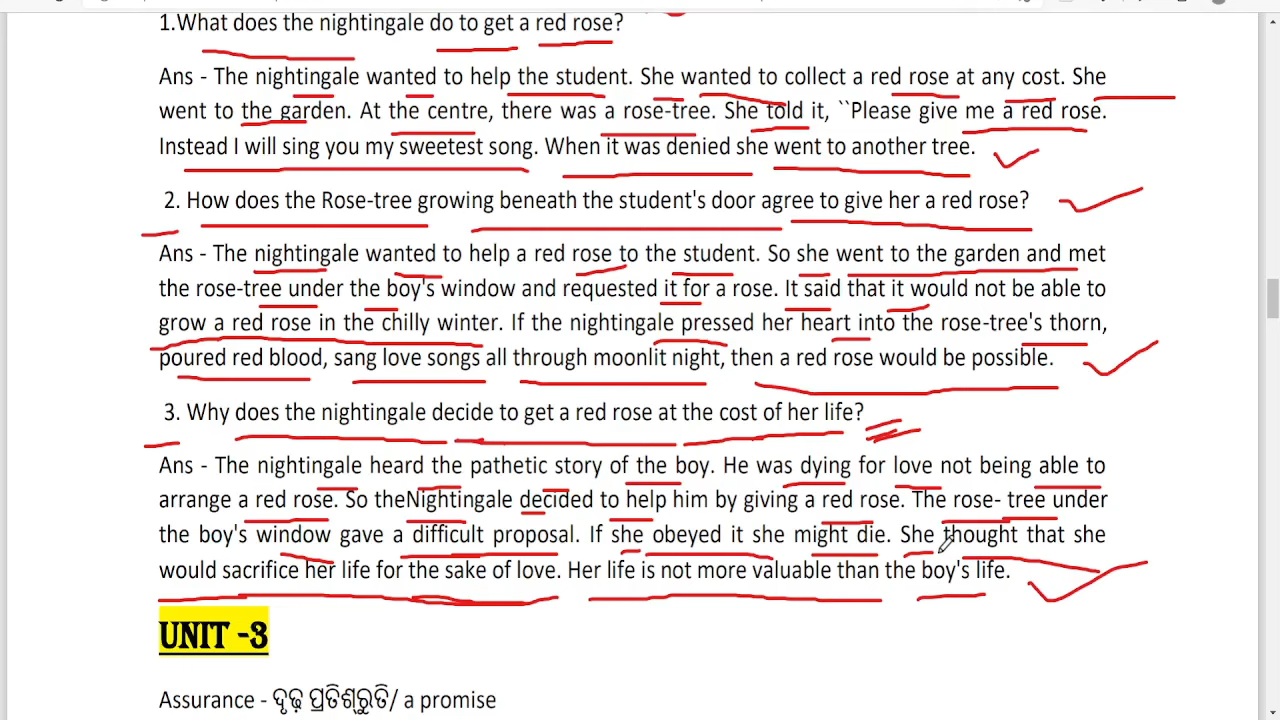 1.What does the nightingale do to get a red rose?
Ans - The nightingale wanted to help the student. She wanted to collect a red rose at any cost. She
went to the garden. At the centre, there was a rose-tree. She told it, ``Please give me a red rose.
Instead I will sing you my sweetest song. When it was denied she went to another tree.
2. How does the Rose-tree growing beneath the student's door agree to give her a red rose?
Ans - The nightingale wanted to help a red rose to the student. So she went to the garden and met
the rose-tree under the boy's window and requested it for a rose. It said that it would not be able to
grow a red rose in the chilly winter. If the nightingale pressed her heart into the rose-tree's thorn,
poured red blood, sang love songs all through moonlit night, then a red rose would be possible.
3. Why does the nightingale decide to get a red rose at the cost of her life?
Ans - The nightingale heard the pathetic story of the boy. He was dying for love not being able to
arrange a red rose. So theNightingale decided to help him by giving a red rose. The rose- tree under
the boy's window gave a difficult proposal. If she obeyed it she might die. She thought that she
would sacrifice her life for the sake of love. Her life is not more valuable than the boy's life.
UNIT -3
Assurance - ଦୃଢ଼ ପ୍ରତିଶ୍ରୁତି/ a promise